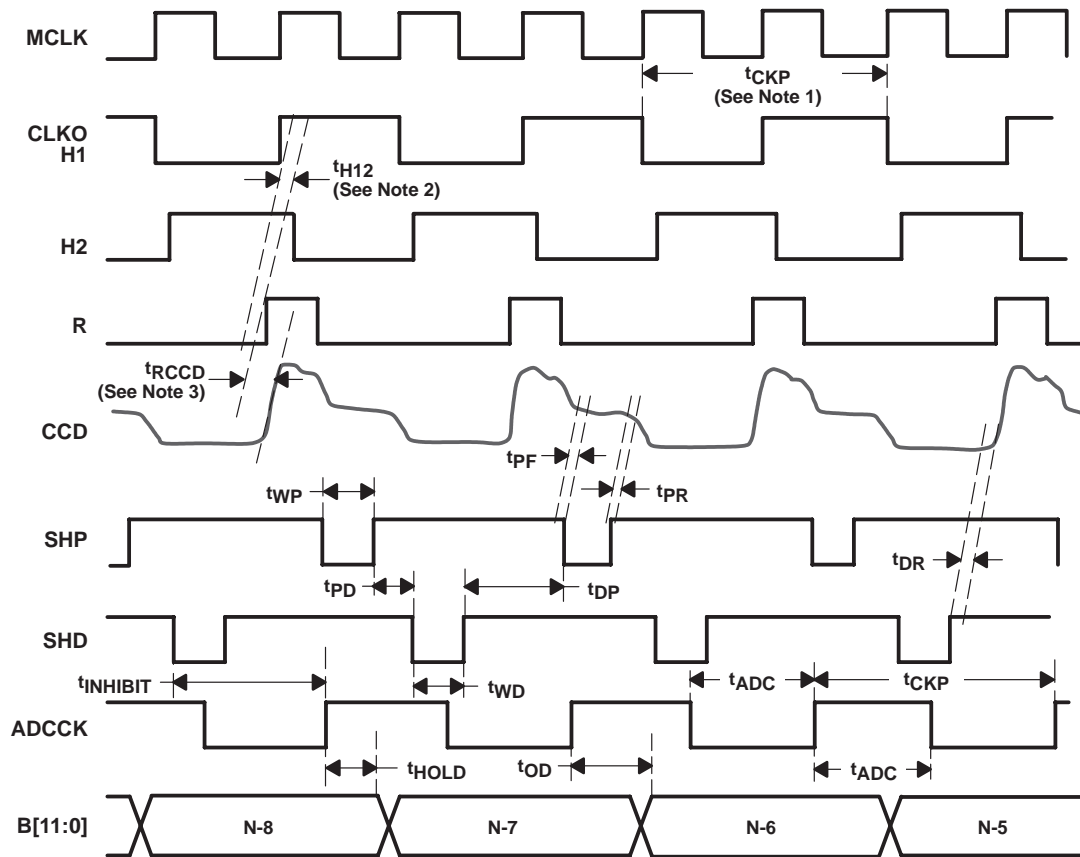 MCLK
tCKP
(See Note 1)
CLKO
H1
tH12
(See Note 2)
H2
R
tRCCD
(See Note 3)
CCD
tPF
tPR
tWP
SHP
tPD
tDP
tDR
SHD
tINHIBIT
tWD
tADC
tCKP
ADCCK
tHOLD
tOD
tADC
B[11:0]
N-8
N-7
N-6
N-5